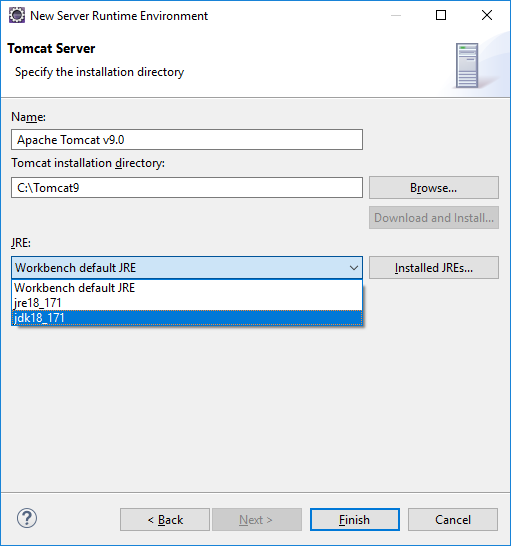 New Server Runtime Environment
Tomcat Server
Specify the installation directory
Name:
Apache Tomcat v9.0
Tomcat installation directory:
C:\Tomcat9
Browse...
Download and Install...
JRE:
Workbench default JRE
Installed JREs...
Workbench default JRE
jre18_171
jdk18_171
?
< Back
Next >
Finish
Cancel